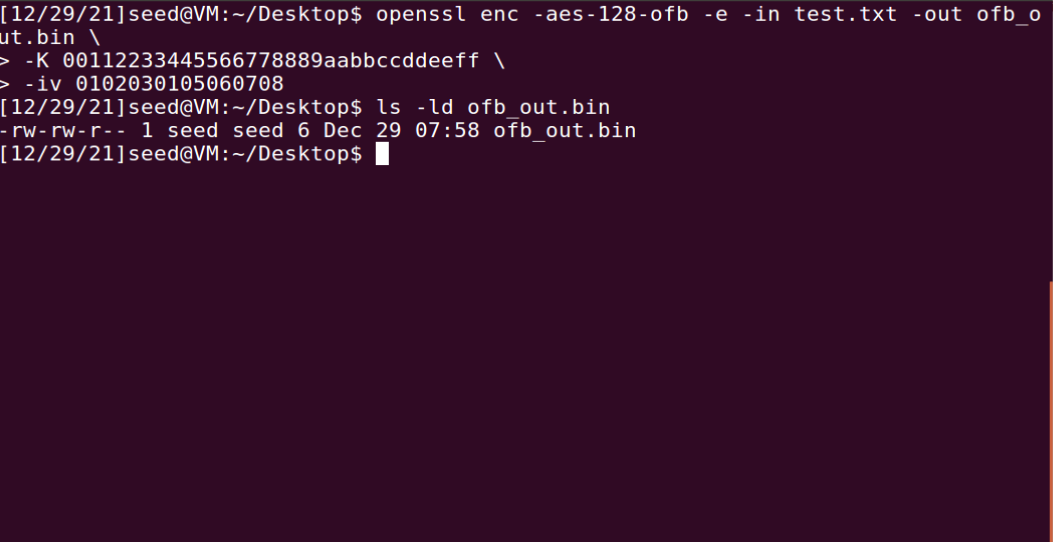 [12/29/21]seed@VM:~/Desktop$ openssl enc -aes-128-ofb -e -in test.txt -out ofb_o
ut.bin \
> -K 00112233445566778889aabbccddeeff \
> -iv 0102030105060708
[12/29/21]seed@VM:~/Desktop$ ls -ld ofb_out.bin
-rw-rw-r-- 1 seed seed 6 Dec 29 07:58 ofb_out.bin
[12/29/21]seed@VM:~/Desktop$